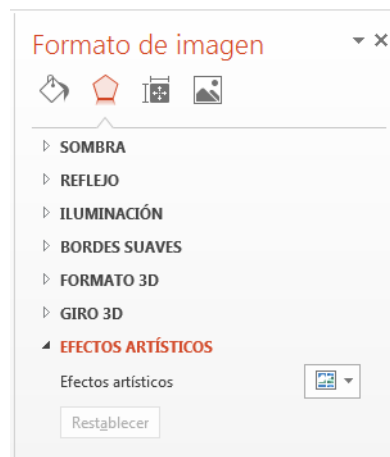 Formato de imagen
SOMBRA
REFLEJO
ILUMINACIÓN
BORDES SUAVES
FORMATO 3D
GIRO 3D
EFECTOS ARTÍSTICOS
Efectos artísticos
Restablecer